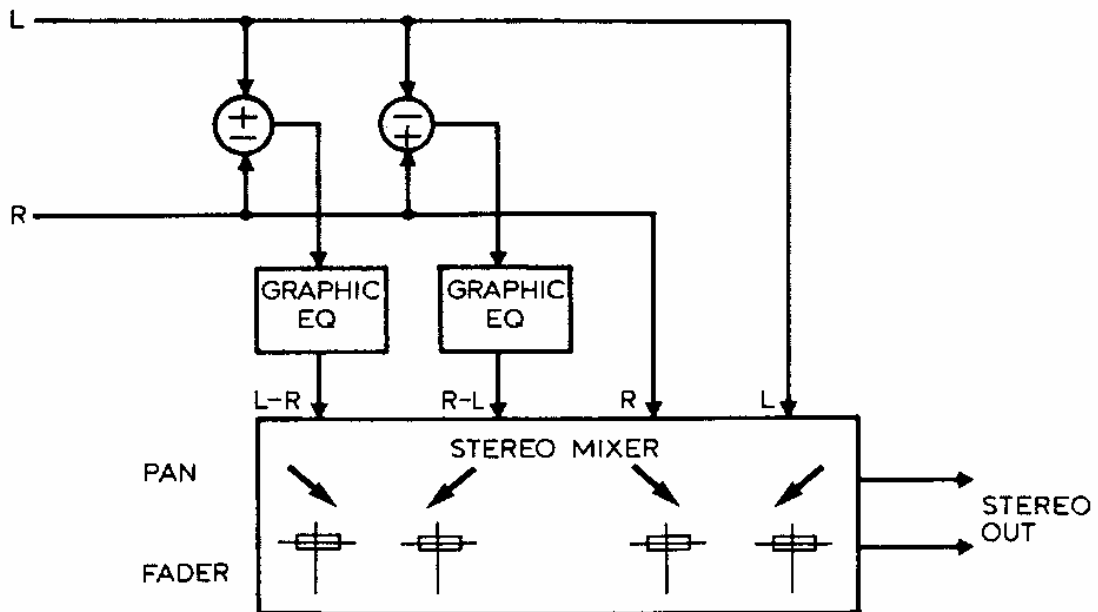 L
+
−
−
+
R
GRAPHIC
EQ
GRAPHIC
EQ
L-R
R-L
R
L
STEREO MIXER
PAN
STEREO
OUT
FADER